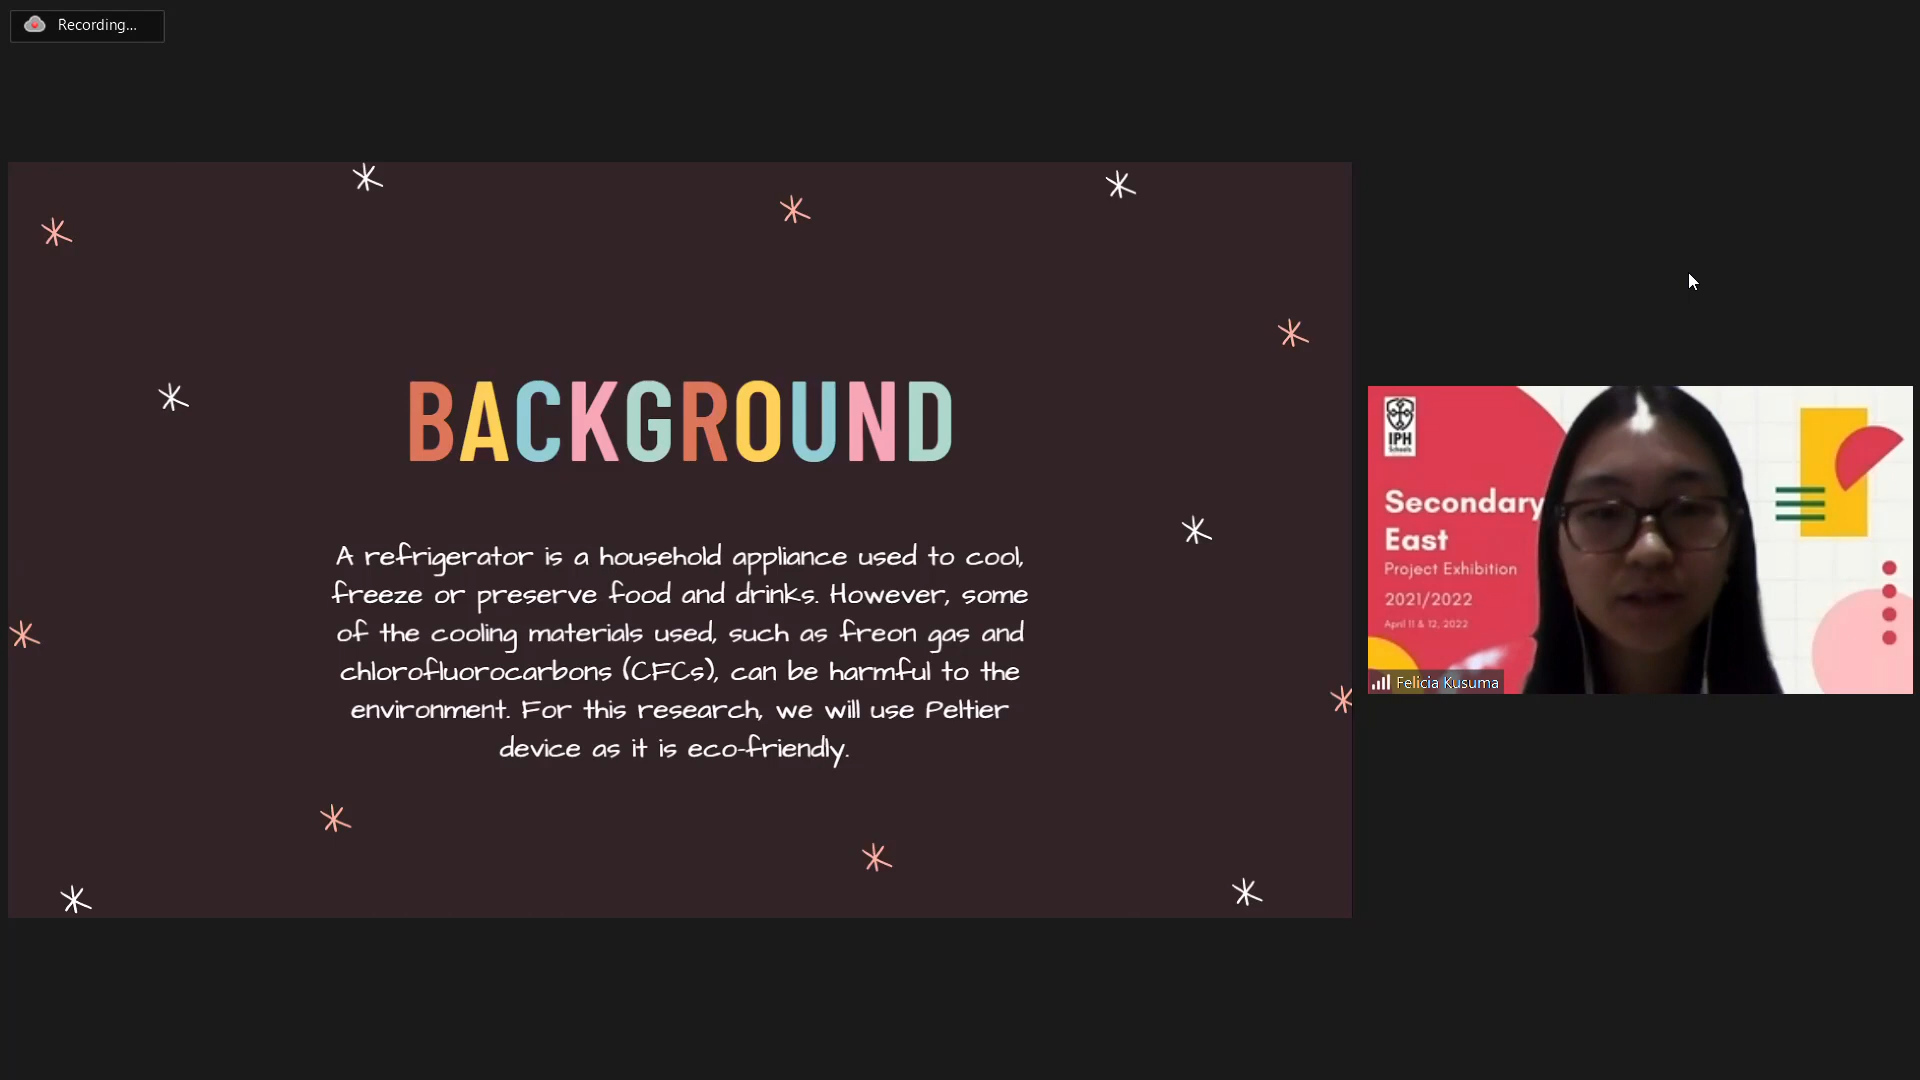 Recording...
BACKGROUND
A refrigerator is a household appliance used to cool,
freeze or preserve food and drinks. However, some
of the cooling materials used, such as freon gas and
chlorofluorocarbons (CFCs), can be harmful to the
environment. For this research, we will use Peltier
device as it is eco-friendly.
IPH
Schools
Secondary
East
Project Exhibition
2021/2022
April 11 & 12, 2022
Felicia Kusuma